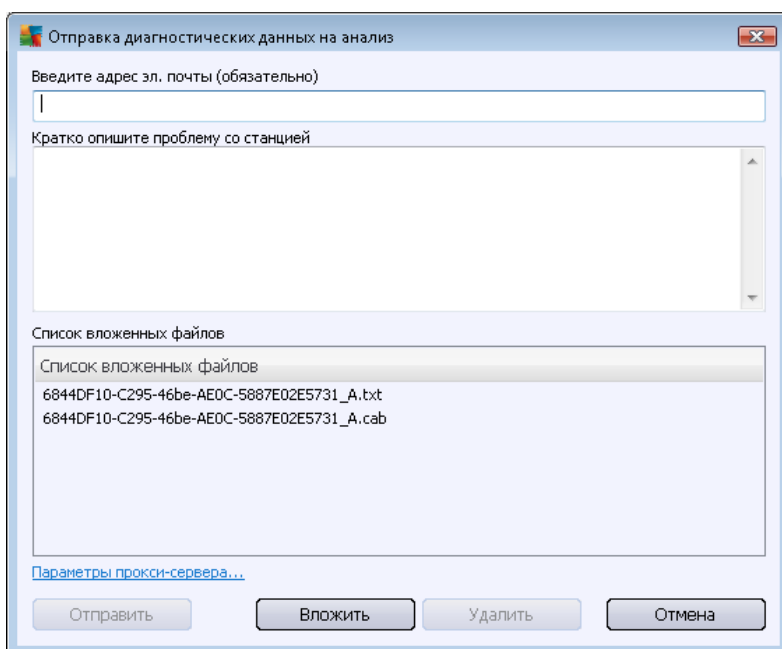 Отправка диагностических данных на анализ
Введите адрес эл. почты (обязательно)
Кратко опишите проблему со станцией
Список вложенных файлов
Список вложенных файлов
6844DF10-C295-46be-AE0C-5887E02E5731_A.txt
6844DF10-C295-46be-AE0C-5887E02E5731_A.cab
Параметры прокси-сервера...
Отправить Вложить Удалить Отмена